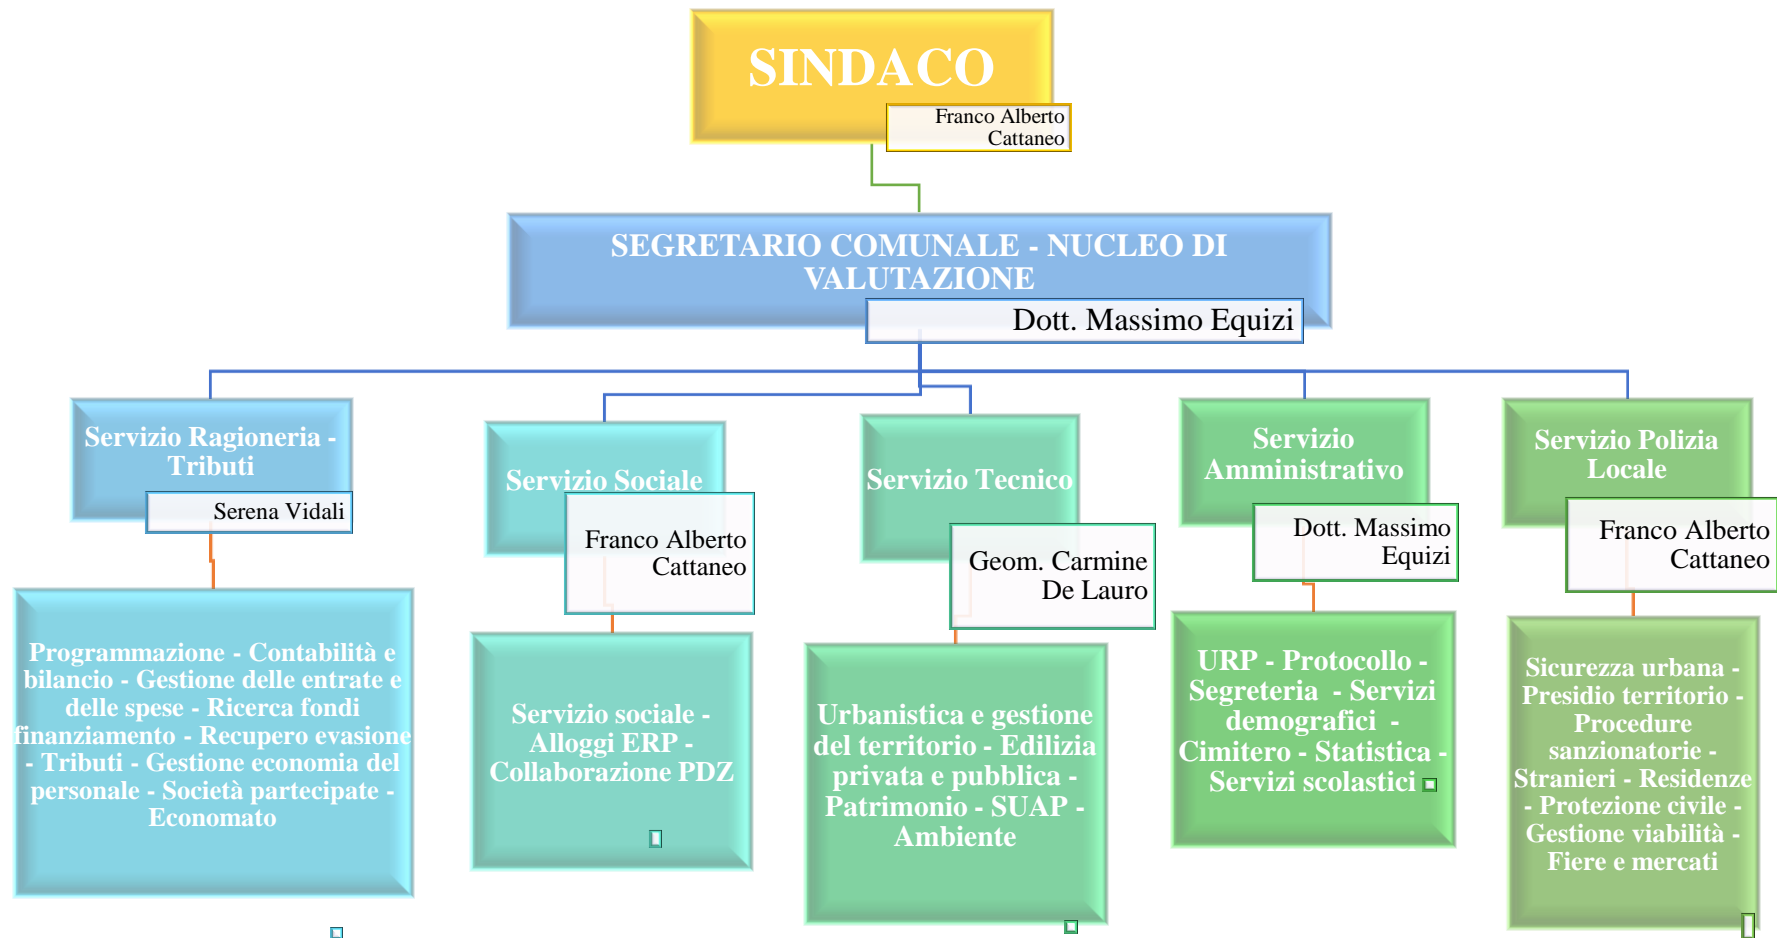 SINDACO
Franco Alberto
Cattaneo
SEGRETARIO COMUNALE - NUCLEO DI
VALUTAZIONE
Dott. Massimo Equizi
Servizio Ragioneria -
Tributi
Serena Vidali
Servizio Sociale
Franco Alberto
Cattaneo
Servizio Tecnico
Geom. Carmine
De Lauro
Servizio
Amministrativo
Dott. Massimo
Equizi
Servizio Polizia
Locale
Franco Alberto
Cattaneo
Programmazione - Contabilità e
bilancio - Gestione delle entrate e
delle spese - Ricerca fondi
finanziamento - Recupero evasione
- Tributi - Gestione economia del
personale - Società partecipate -
Economato
Servizio sociale -
Alloggi ERP -
Collaborazione PDZ
Urbanistica e gestione
del territorio - Edilizia
privata e pubblica -
Patrimonio - SUAP -
Ambiente
URP - Protocollo -
Segreteria - Servizi
demografici -
Cimitero - Statistica -
Servizi scolastici
Sicurezza urbana -
Presidio territorio -
Procedure
sanzionatorie -
Stranieri - Residenze
- Protezione civile -
Gestione viabilità -
Fiere e mercati